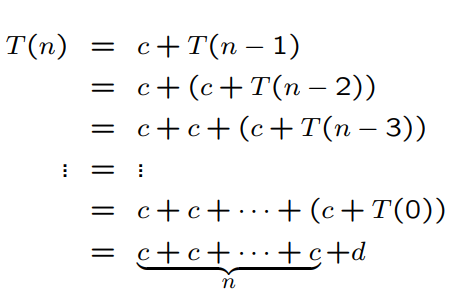 T(n) = c + T(n − 1)
= c + (c + T(n − 2))
= c + c + (c + T(n − 3))
⋮ = ⋮
= c + c + ··· + (c + T(0))
= c + c + ··· + c + d
n